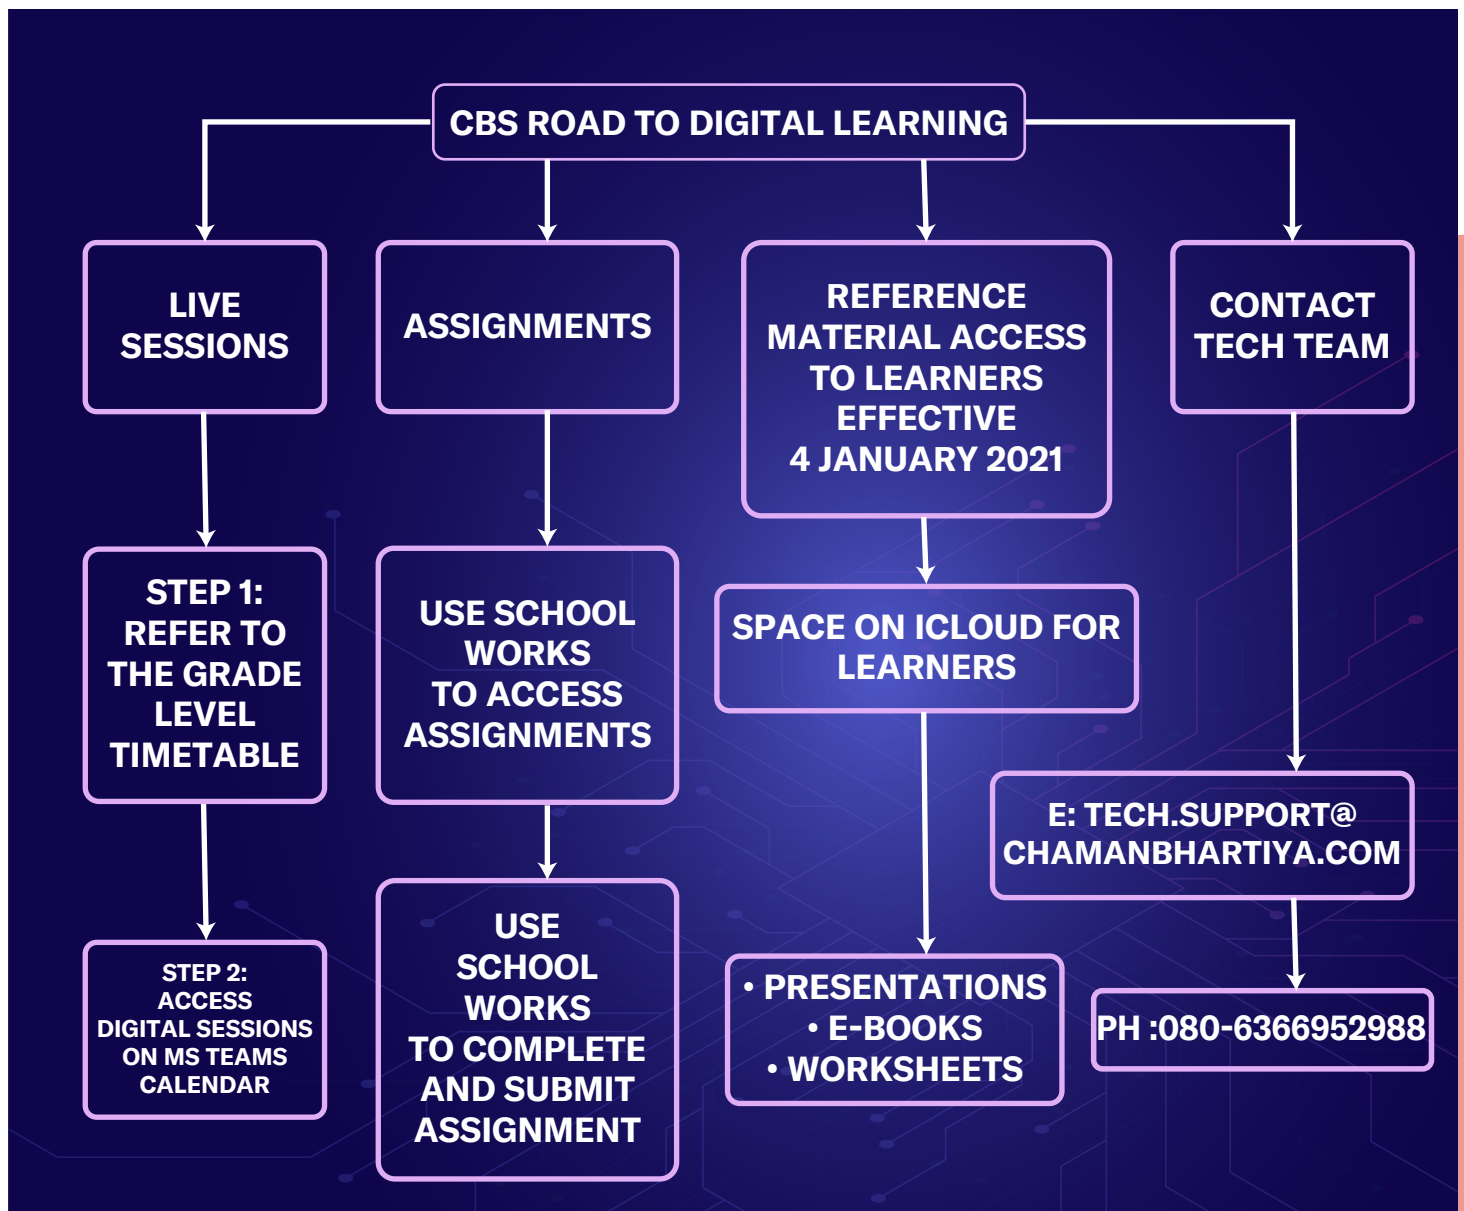 CBS ROAD TO DIGITAL LEARNING
LIVE
SESSIONS
STEP 1:
REFER TO
THE GRADE
LEVEL
TIMETABLE
STEP 2:
ACCESS
DIGITAL SESSIONS
ON MS TEAMS
CALENDAR
ASSIGNMENTS
USE SCHOOL
WORKS
TO ACCESS
ASSIGNMENTS
USE
SCHOOL
WORKS
TO COMPLETE
AND SUBMIT
ASSIGNMENT
REFERENCE
MATERIAL ACCESS
TO LEARNERS
EFFECTIVE
4 JANUARY 2021
SPACE ON ICLOUD FOR
LEARNERS
• PRESENTATIONS
• E-BOOKS
• WORKSHEETS
CONTACT
TECH TEAM
E: TECH.SUPPORT@
CHAMANBHARTIYA.COM
PH :080-6366952988